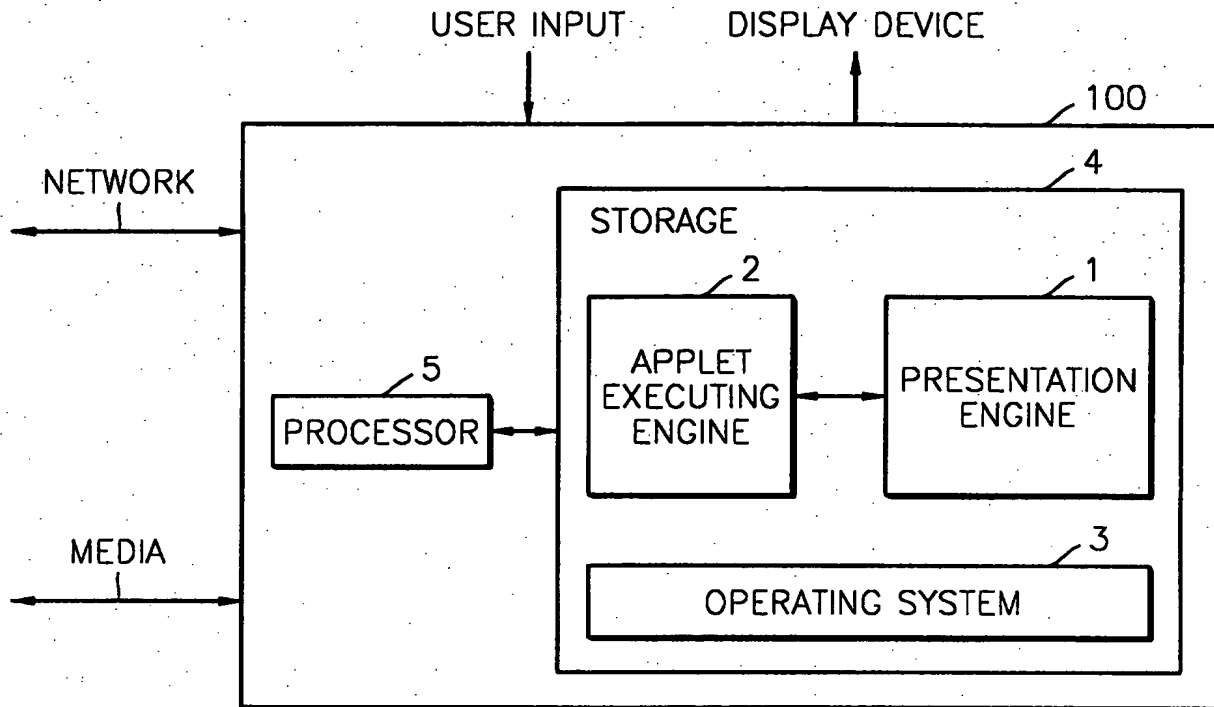 USER INPUT
DISPLAY DEVICE
100
NETWORK
4
STORAGE
2
1
APPLET
EXECUTING
ENGINE
PRESENTATION
ENGINE
5
PROCESSOR
MEDIA
3
OPERATING SYSTEM